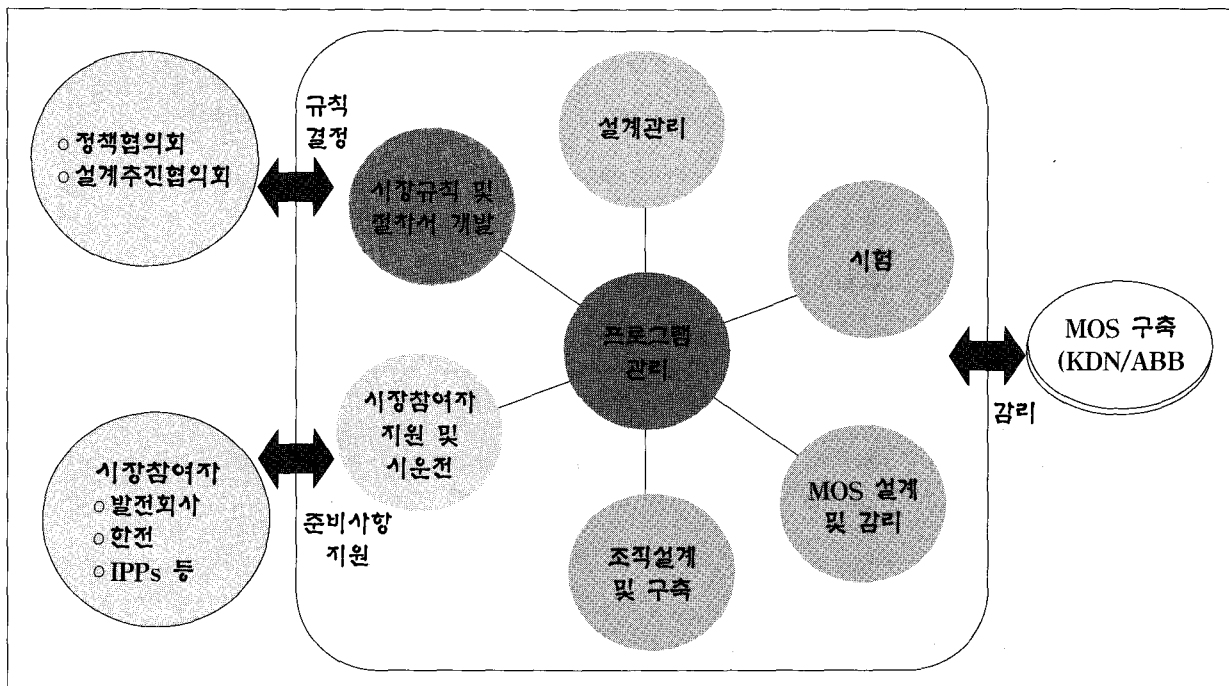 ○ 정책협의회
○ 설계추진협의회
규칙
결정
시장규칙 및
절차서 개발
설계관리
시험
프로그램
관리
MOS 구축
(KDN/ABB
감리
시장참여자
지원 및
시운전
시장참여자
○ 발전회사
○ 한전
○ IPPs 등
준비사항
지원
조직설계
및 구축
MOS 설계
및 감리